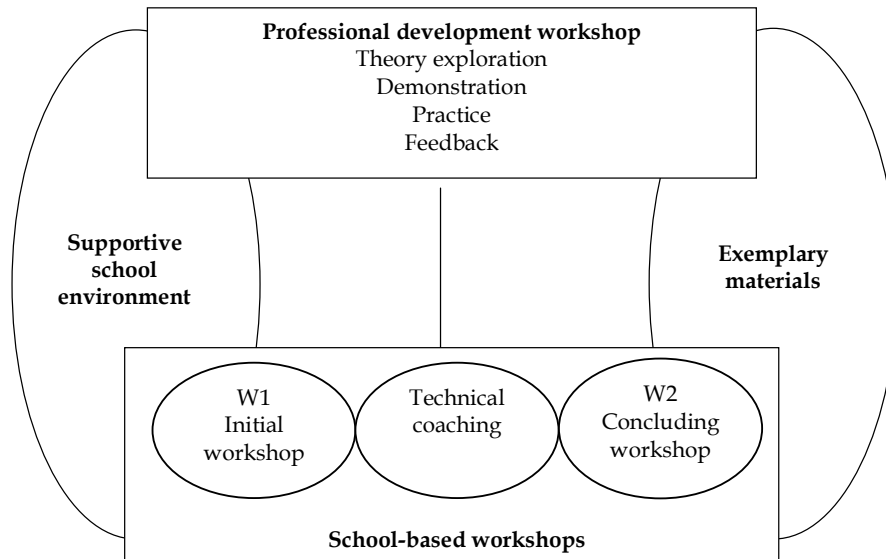 Professional development workshop
Theory exploration
Demonstration
Practice
Feedback
Supportive
school
environment
Exemplary
materials
W1
Initial
workshop
Technical
coaching
W2
Concluding
workshop
School-based workshops